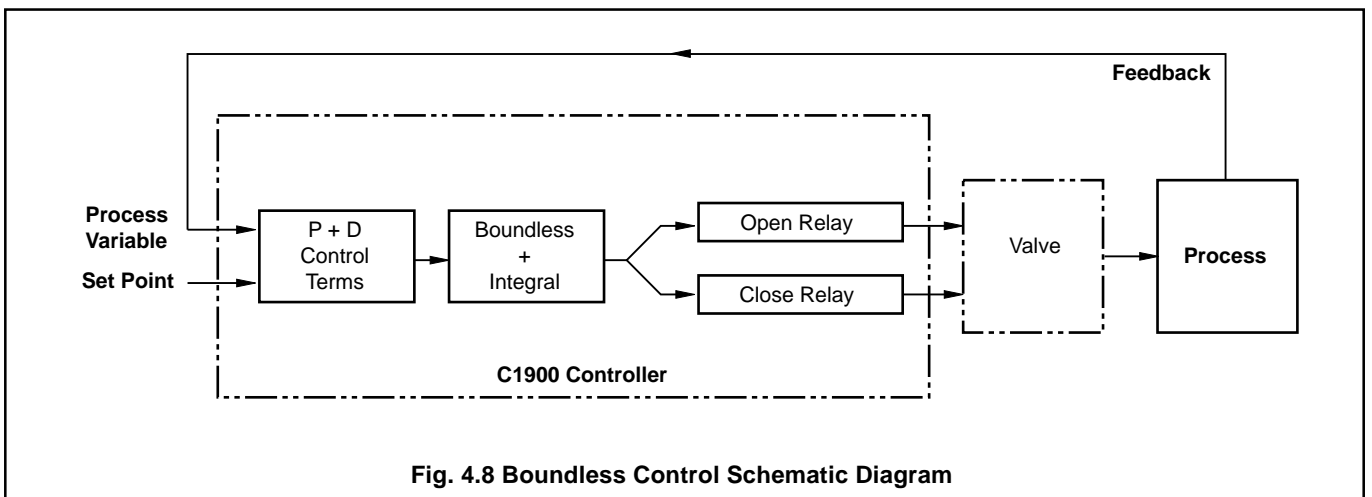 Feedback
Process
Variable
Set Point
P + D
Control
Terms
Boundless
+
Integral
Open Relay
Close Relay
Valve
Process
C1900 Controller
Fig. 4.8 Boundless Control Schematic Diagram